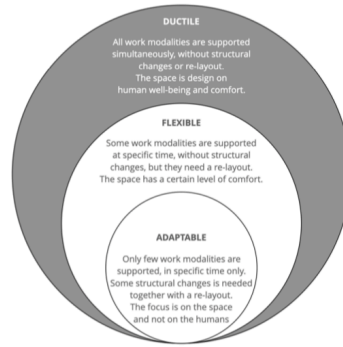 DUCTILE
All work modalities are supported
simultaneously, without structural
changes or re-layout.
The space is design on
human well-being and comfort.
FLEXIBLE
Some work modalities are supported
at specific time, without structural
changes, but they need a re-layout.
The space has a certain level of comfort.
ADAPTABLE
Only few work modalities are
supported, in specific time only.
Some structural changes is needed
together with a re-layout.
The focus is on the space
and not on the humans